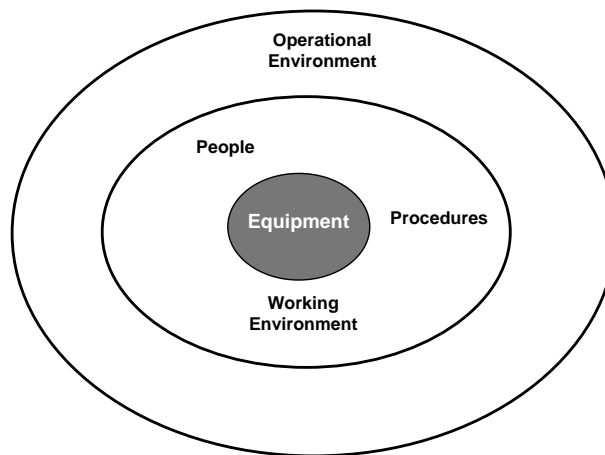 Operational
Environment
People
Equipment
Procedures
Working
Environment